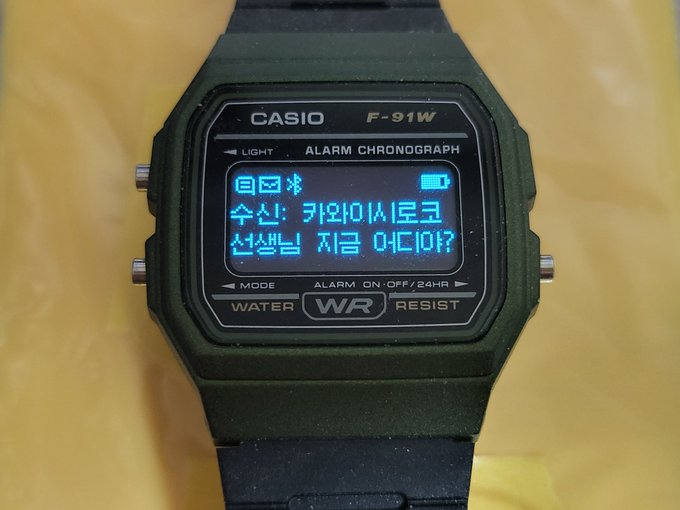 CASIO F-91W
LIGHT ALARM CHRONOGRAPH
수신: 카와이시로코
선생님 지금 어디야?
MODE ALARM ON·OFF/24HR
WATER WR RESIST